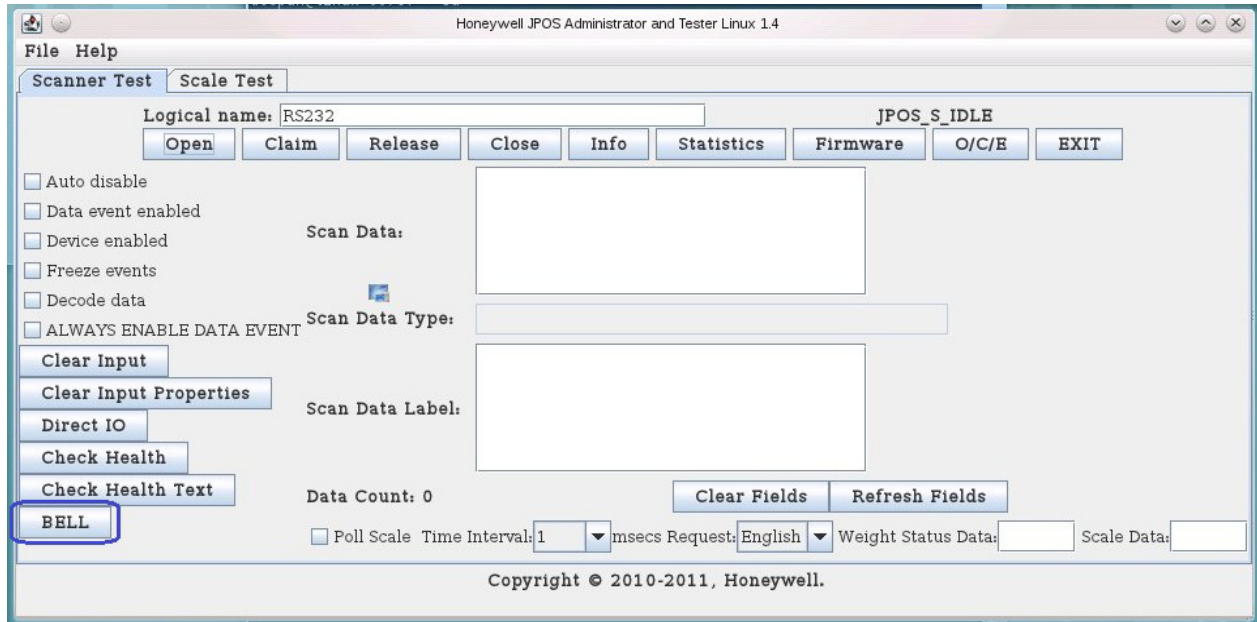 Honeywell JPOS Administrator and Tester Linux 1.4
File Help
Scanner Test Scale Test
Logical name: RS232 JPOS_S_IDLE
Open Claim Release Close Info Statistics Firmware O/C/E EXIT
Auto disable
Data event enabled
Device enabled
Scan Data:
Freeze events
Decode data
Scan Data Type:
ALWAYS ENABLE DATA EVENT
Clear Input
Clear Input Properties
Scan Data Label:
Direct IO
Check Health
Check Health Text
Data Count: 0 Clear Fields Refresh Fields
BELL
Poll Scale Time Interval: 1 msecs Request: English Weight Status Data: Scale Data:
Copyright © 2010-2011, Honeywell.